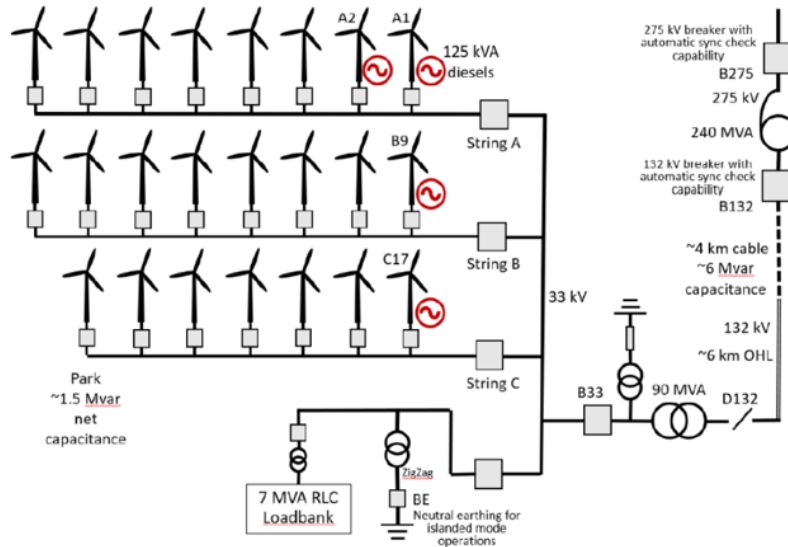 A2
A1
125 kVA
diesels
String A
B9
String B
C17
String C
Park
~1.5 Mvar
net
capacitance
33 kV
7 MVA RLC
Loadbank
ZigZag
BE
Neutral earthing for
islanded mode
operations
B33
90 MVA
D132
275 kV breaker with
automatic sync check
capability
B275
275 kV
240 MVA
132 kV breaker with
automatic sync check
capability
B132
~4 km cable
~6 Mvar
capacitance
132 kV
~6 km OHL